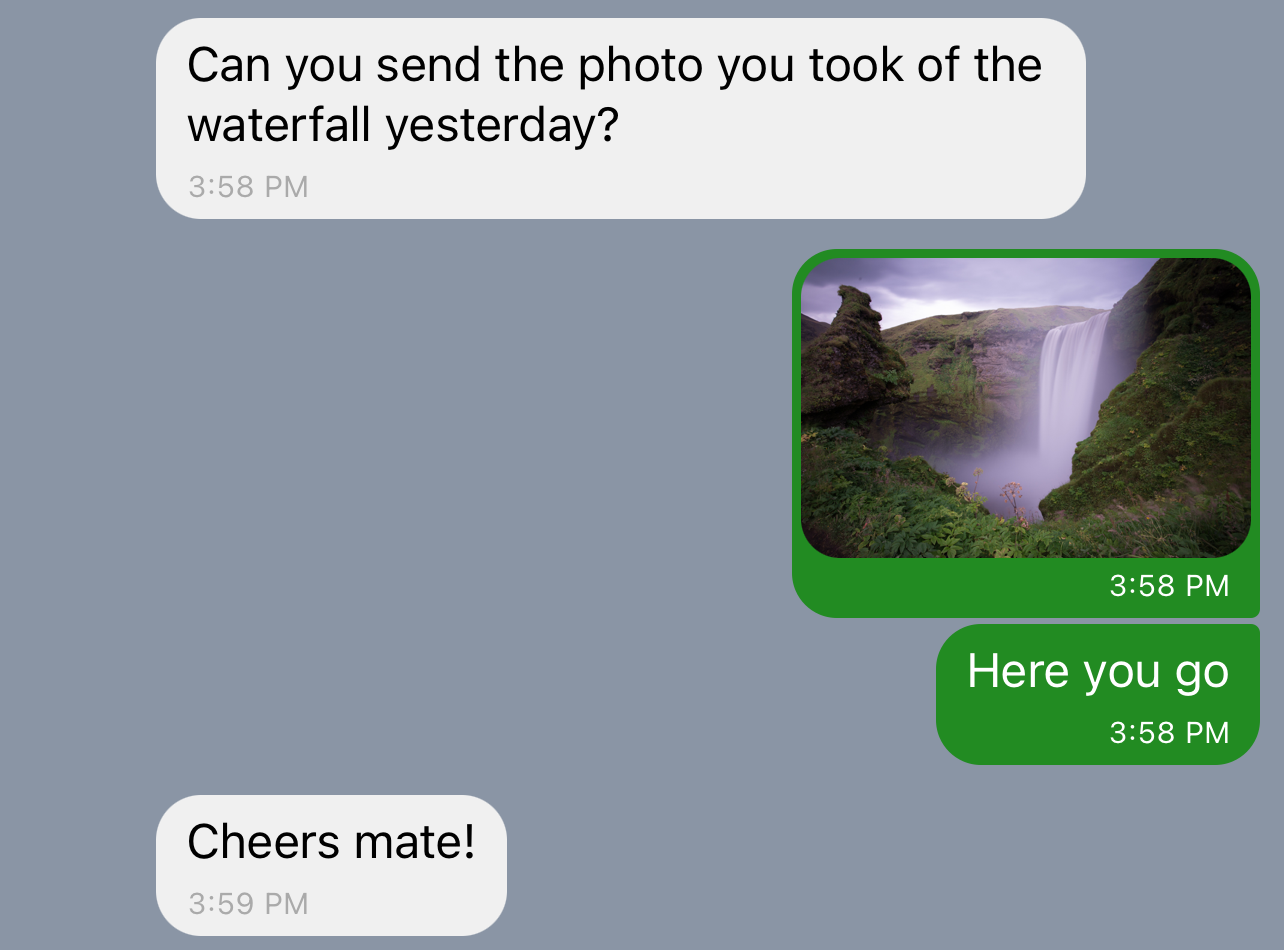 Can you send the photo you took of the
waterfall yesterday?
3:58 PM
3:58 PM
Here you go
3:58 PM
Cheers mate!
3:59 PM